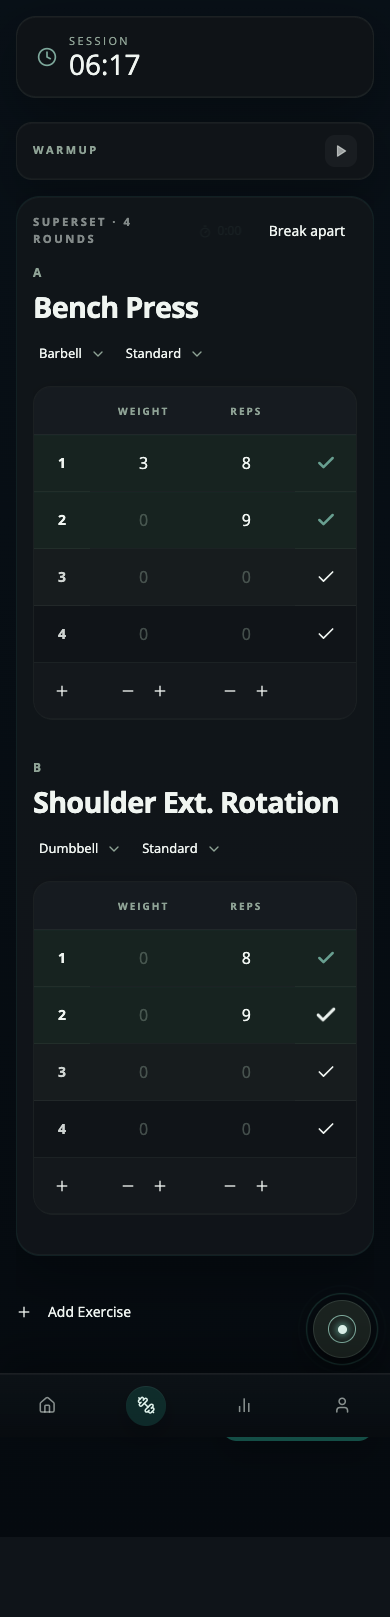 SESSION
06:17
WARMUP
SUPERSET · 4
ROUNDS
0:00
Break apart
A
Bench Press
Barbell Standard
WEIGHT REPS
1 3 8
2 0 9
3 0 0
4 0 0
B
Shoulder Ext. Rotation
Dumbbell Standard
WEIGHT REPS
1 0 8
2 0 9
3 0 0
4 0 0
Add Exercise